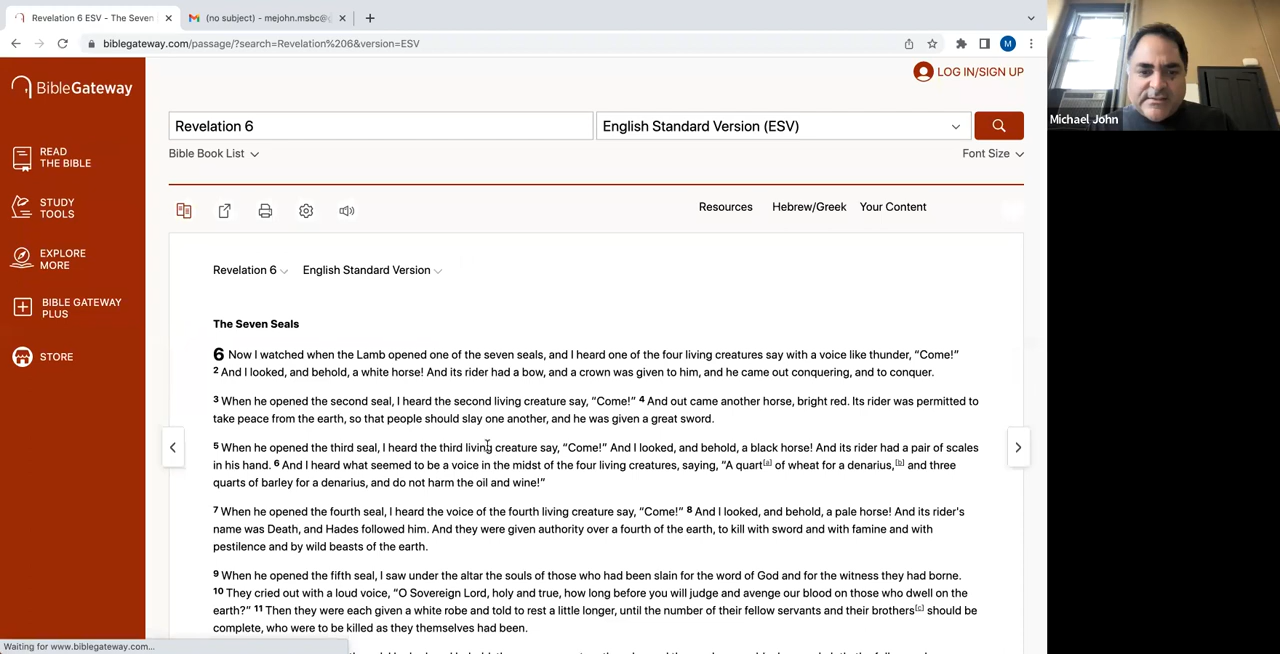 Revelation 6 ESV - The Seven
(no subject) - mejohn.msbc@
biblegateway.com/passage/?search=Revelation%206&version=ESV
M
BibleGateway
LOG IN/SIGN UP
Revelation 6
English Standard Version (ESV)
Bible Book List
Font Size
READ
THE BIBLE
STUDY
TOOLS
EXPLORE
MORE
BIBLE GATEWAY
PLUS
STORE
Resources
Hebrew/Greek
Your Content
Revelation 6
English Standard Version
The Seven Seals
6 Now I watched when the Lamb opened one of the seven seals, and I heard one of the four living creatures say with a voice like thunder, “Come!”
2 And I looked, and behold, a white horse! And its rider had a bow, and a crown was given to him, and he came out conquering, and to conquer.
3 When he opened the second seal, I heard the second living creature say, “Come!” 4 And out came another horse, bright red. Its rider was permitted to
take peace from the earth, so that people should slay one another, and he was given a great sword.
5 When he opened the third seal, I heard the third living creature say, “Come!” And I looked, and behold, a black horse! And its rider had a pair of scales
in his hand. 6 And I heard what seemed to be a voice in the midst of the four living creatures, saying, “A quart[a] of wheat for a denarius,[b] and three
quarts of barley for a denarius, and do not harm the oil and wine!”
7 When he opened the fourth seal, I heard the voice of the fourth living creature say, “Come!” 8 And I looked, and behold, a pale horse! And its rider's
name was Death, and Hades followed him. And they were given authority over a fourth of the earth, to kill with sword and with famine and with
pestilence and by wild beasts of the earth.
9 When he opened the fifth seal, I saw under the altar the souls of those who had been slain for the word of God and for the witness they had borne.
10 They cried out with a loud voice, “O Sovereign Lord, holy and true, how long before you will judge and avenge our blood on those who dwell on the
earth?” 11 Then they were each given a white robe and told to rest a little longer, until the number of their fellow servants and their brothers[c] should be
complete, who were to be killed as they themselves had been.
Waiting for www.biblegateway.com...
Michael John